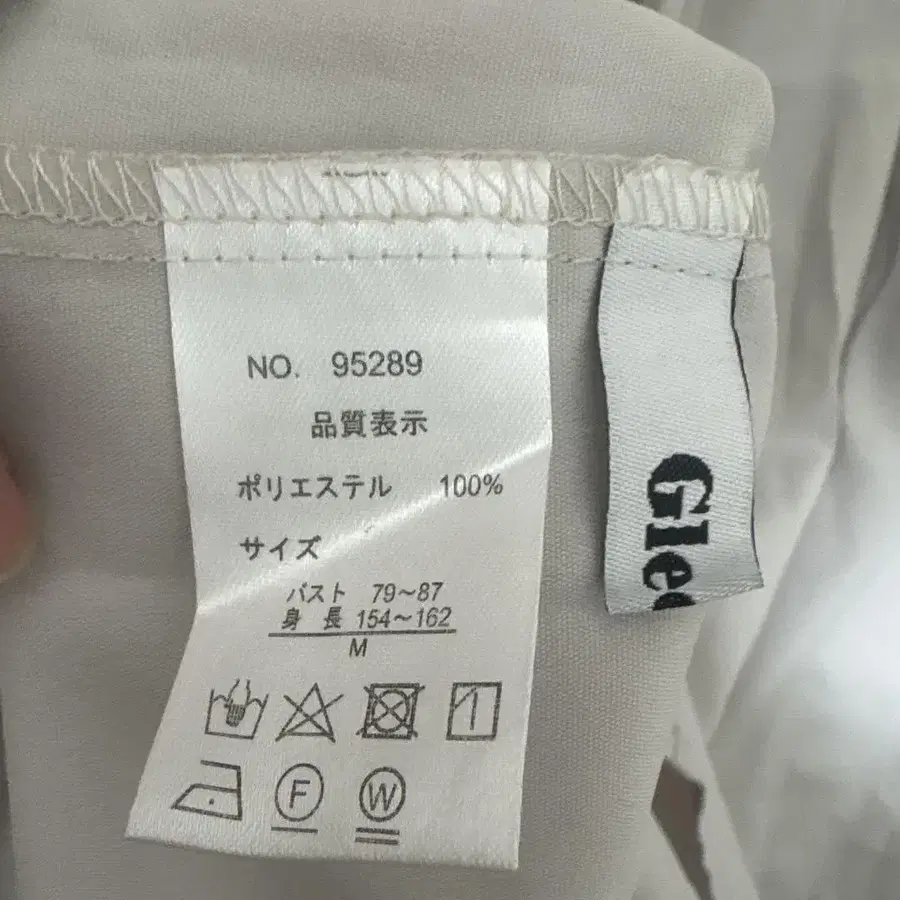 NO. 95289
品質表示
ポリエステル 100%
サイズ
バスト 79～87
身 長 154～162
M
F
W